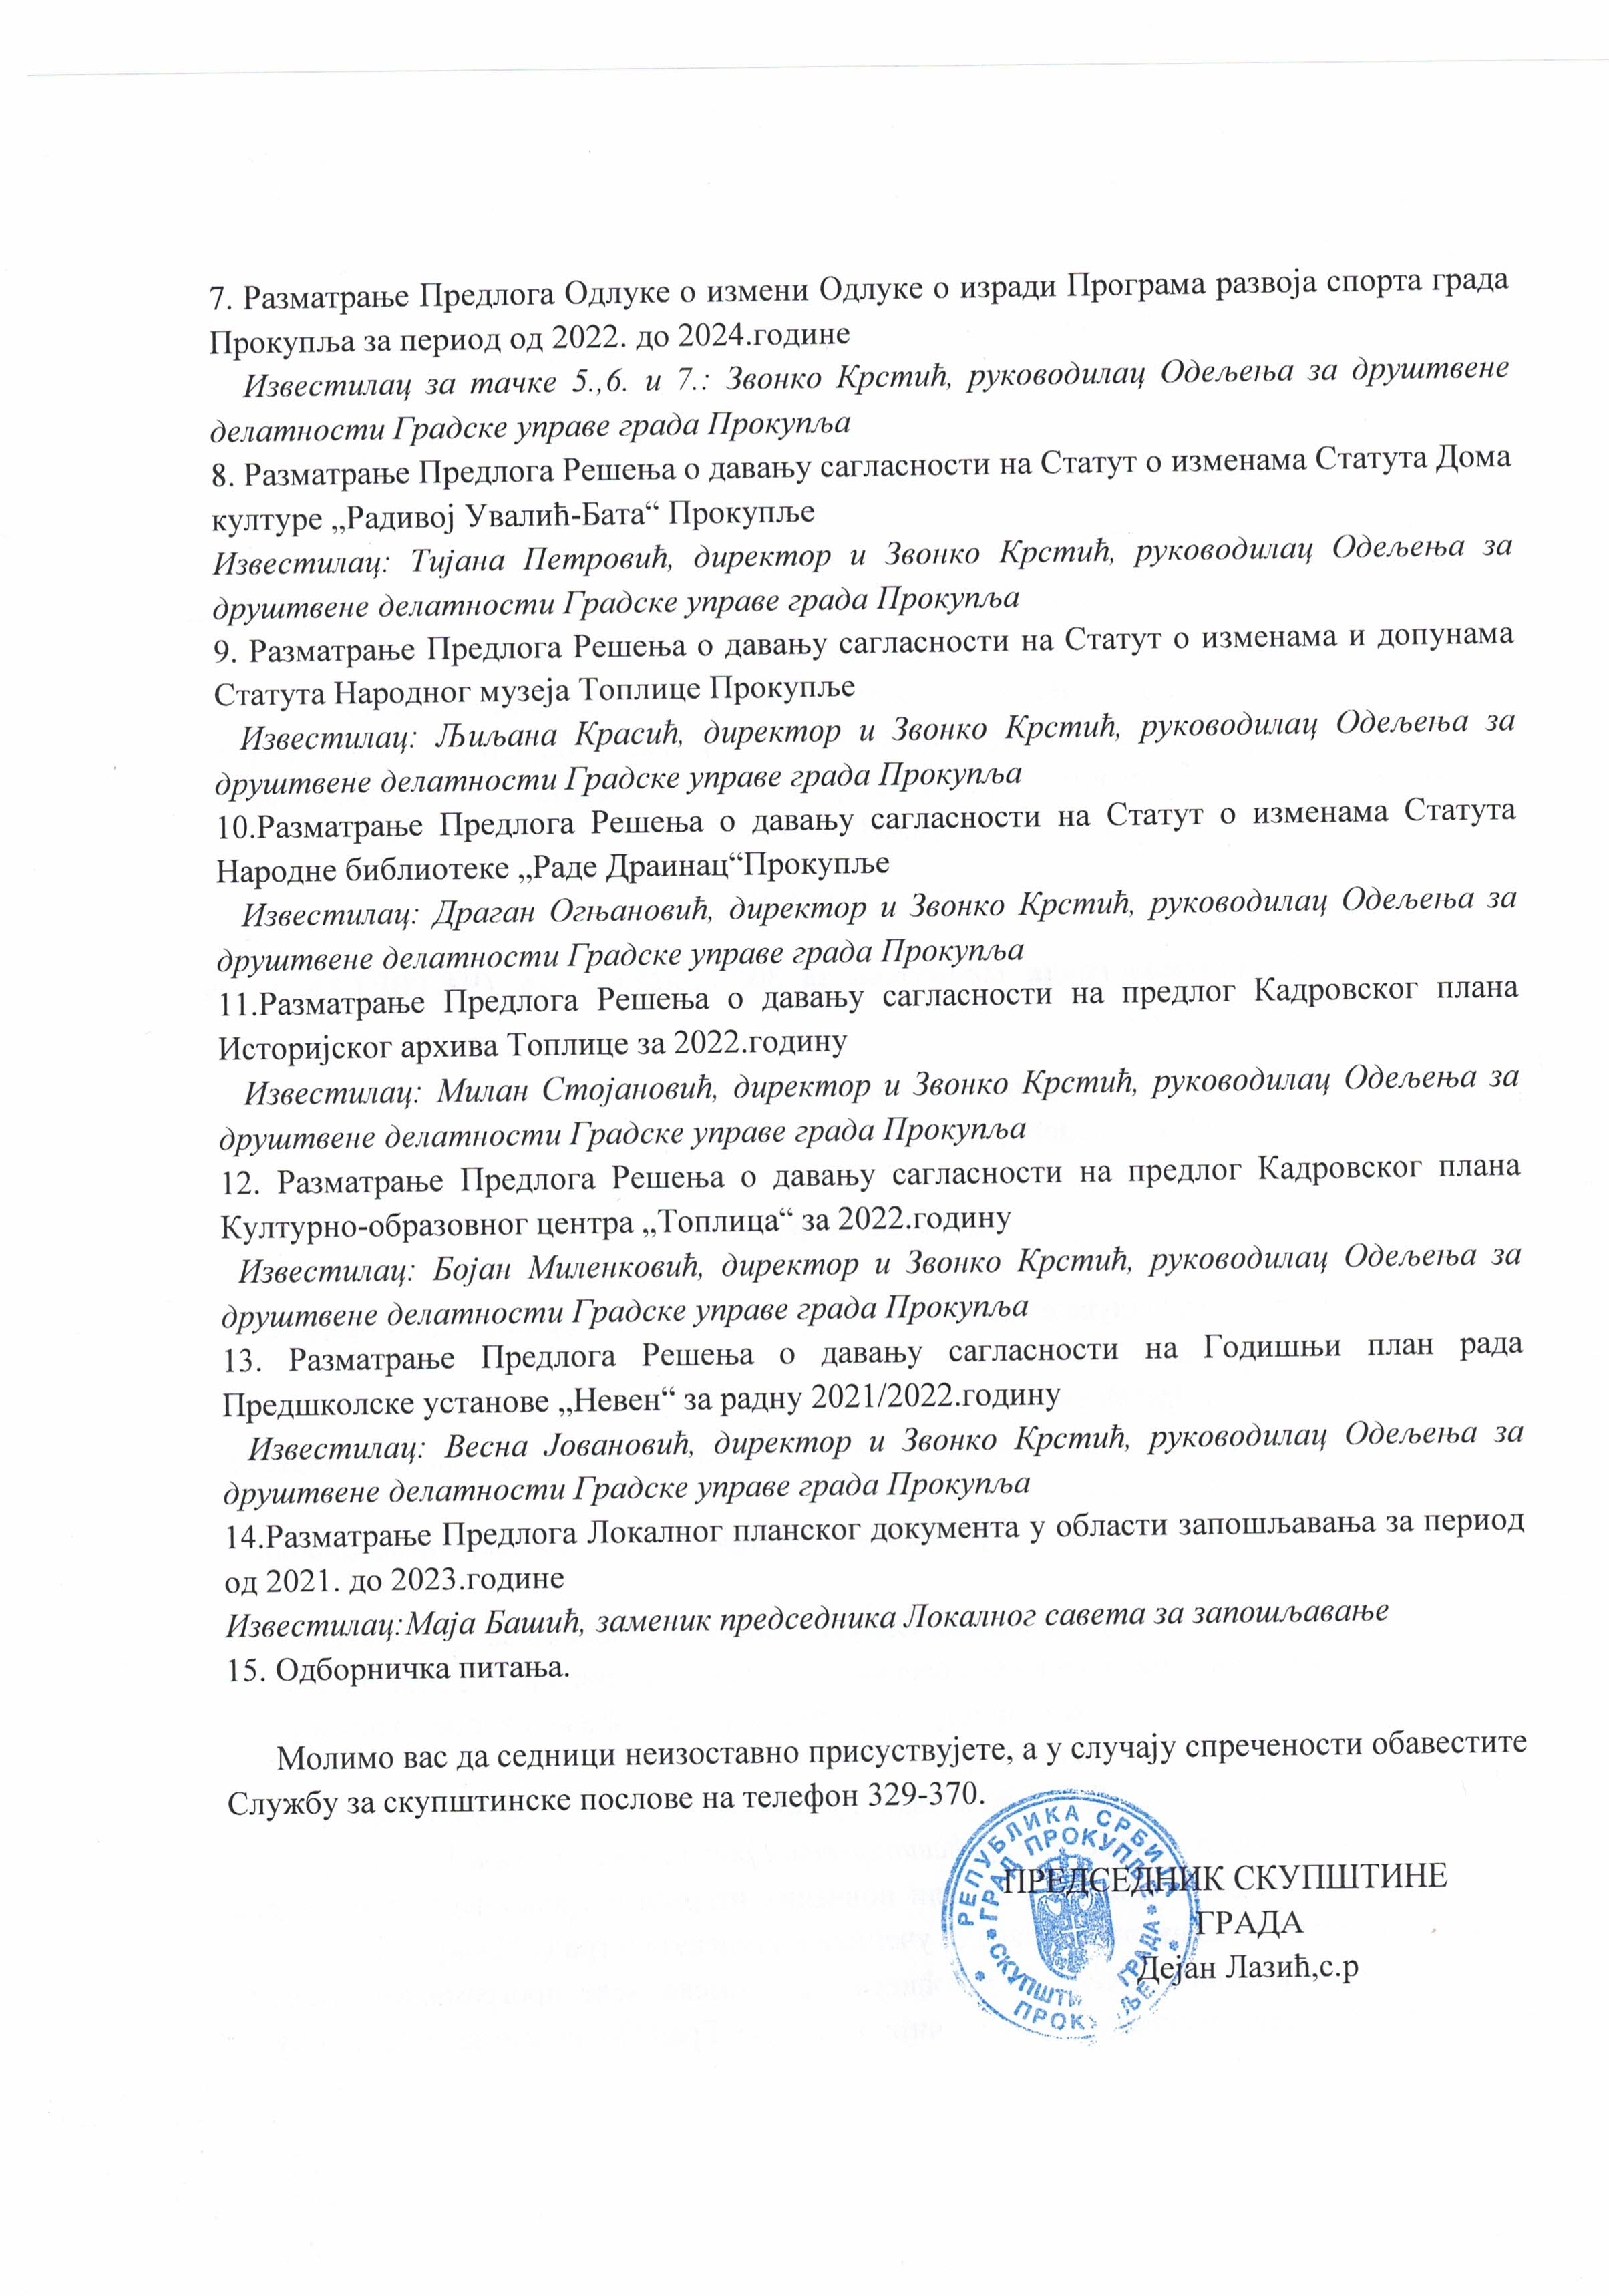 7. Разматрање Предлога Одлуке о измени Одлуке о изради Програма развоја спорта града
Прокупља за период од 2022. до 2024.године
Известилац за тачке 5.,6. и 7.: Звонко Крстић, руководилац Одељења за друштвене
делатности Градске управе града Прокупља
8. Разматрање Предлога Решења о давању сагласности на Статут о изменама Статута Дома
културе „Радивој Увалић-Бата“ Прокупље
Известилац: Тијана Петровић, директор и Звонко Крстић, руководилац Одељења за
друштвене делатности Градске управе града Прокупља
9. Разматрање Предлога Решења о давању сагласности на Статут о изменама и допунама
Статута Народног музеја Топлице Прокупље
Известилац: Љиљана Красић, директор и Звонко Крстић, руководилац Одељења за
друштвене делатности Градске управе града Прокупља
10.Разматрање Предлога Решења о давању сагласности на Статут о изменама Статута
Народне библиотеке „Раде Драинац“Прокупље
Известилац: Драган Огњановић, директор и Звонко Крстић, руководилац Одељења за
друштвене делатности Градске управе града Прокупља
11.Разматрање Предлога Решења о давању сагласности на предлог Кадровског плана
Историјског архива Топлице за 2022.годину
Известилац: Милан Стојановић, директор и Звонко Крстић, руководилац Одељења за
друштвене делатности Градске управе града Прокупља
12. Разматрање Предлога Решења о давању сагласности на предлог Кадровског плана
Културно-образовног центра „Топлица“ за 2022.годину
Известилац: Бојан Миленковић, директор и Звонко Крстић, руководилац Одељења за
друштвене делатности Градске управе града Прокупља
13. Разматрање Предлога Решења о давању сагласности на Годишњи план рада
Предшколске установе „Невен“ за радну 2021/2022.годину
Известилац: Весна Јовановић, директор и Звонко Крстић, руководилац Одељења за
друштвене делатности Градске управе града Прокупља
14.Разматрање Предлога Локалног планског документа у области запошљавања за период
од 2021. до 2023.године
Известилац:Маја Башић, заменик председника Локалног савета за запошљавање
15. Одборничка питања.
Молимо вас да седници неизоставно присуствујете, а у случају спречености обавестите
Службу за скупштинске послове на телефон 329-370.
ПРЕДСЕДНИК СКУПШТИНЕ
ГРАДА
Дејан Лазић,с.р
РЕПУБЛИКА СРБИЈА
ГРАД ПРОКУПЉЕ
ГРАДА